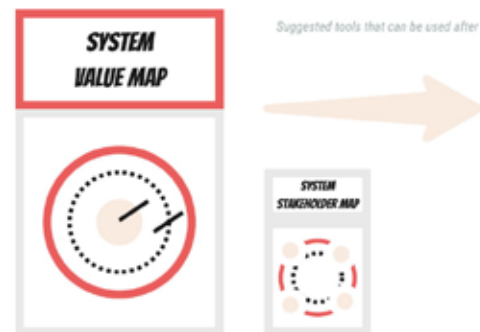 SYSTEM
VALUE MAP
Suggested tools that can be used after
SYSTEM
STAKEHOLDER MAP